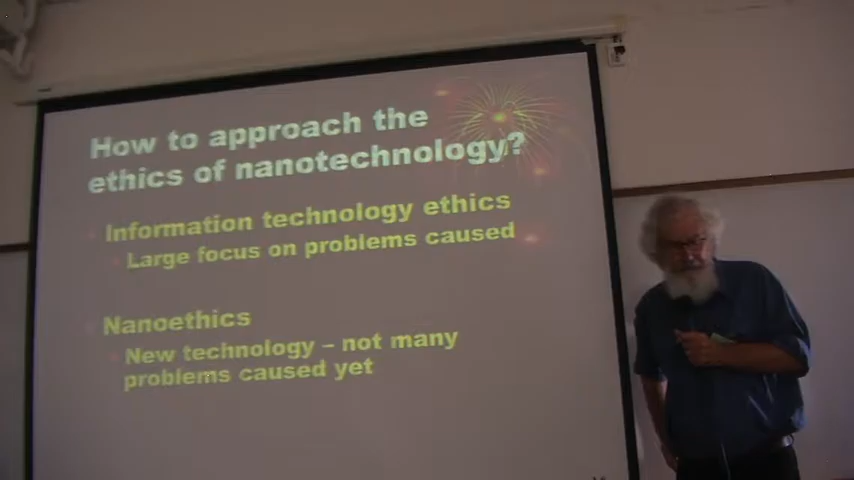 How to approach the
ethics of nanotechnology?
Information technology ethics
Large focus on problems caused
Nanoethics
New technology – not many
problems caused yet